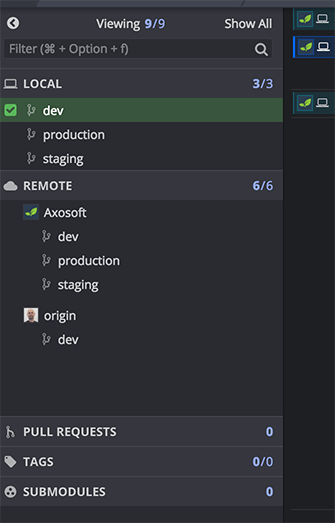 Viewing 9/9 Show All
Filter (⌘ + Option + f)
LOCAL 3/3
dev
production
staging
REMOTE 6/6
Axosoft
dev
production
staging
origin
dev
PULL REQUESTS 0
TAGS 0/0
SUBMODULES 0